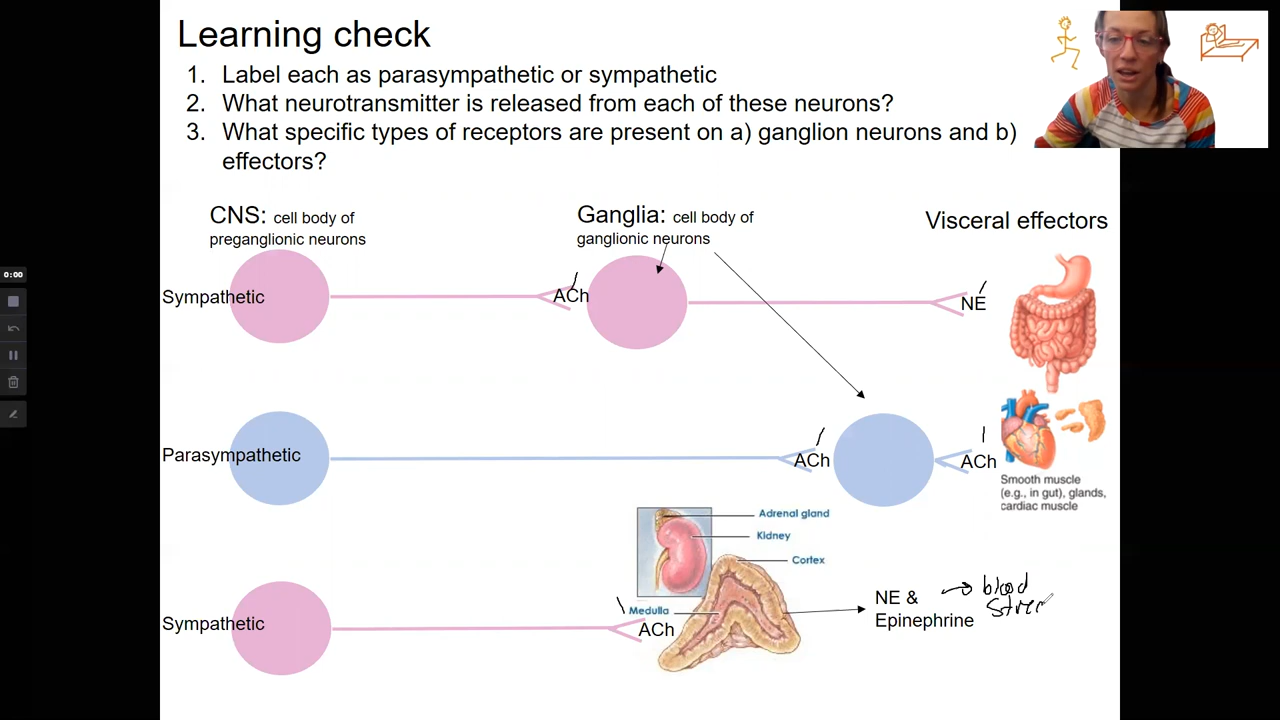 Learning check
1. Label each as parasympathetic or sympathetic
2. What neurotransmitter is released from each of these neurons?
3. What specific types of receptors are present on a) ganglion neurons and b)
effectors?
CNS: cell body of
preganglionic neurons
Ganglia: cell body of
ganglionic neurons
Visceral effectors
0:00
Sympathetic
ACh
NE
Parasympathetic
ACh
ACh
Smooth muscle
(e.g., in gut), glands,
cardiac muscle
Adrenal gland
Kidney
Cortex
Medulla
Sympathetic
ACh
NE &
Epinephrine
blood